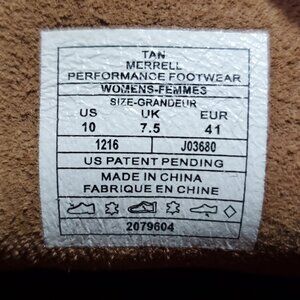 TAN
MERRELL
PERFORMANCE FOOTWEAR
WOMENS-FEMMES
SIZE-GRANDEUR
US UK EUR
10 7.5 41
1216 J03680
US PATENT PENDING
MADE IN CHINA
FABRIQUE EN CHINE
2079604